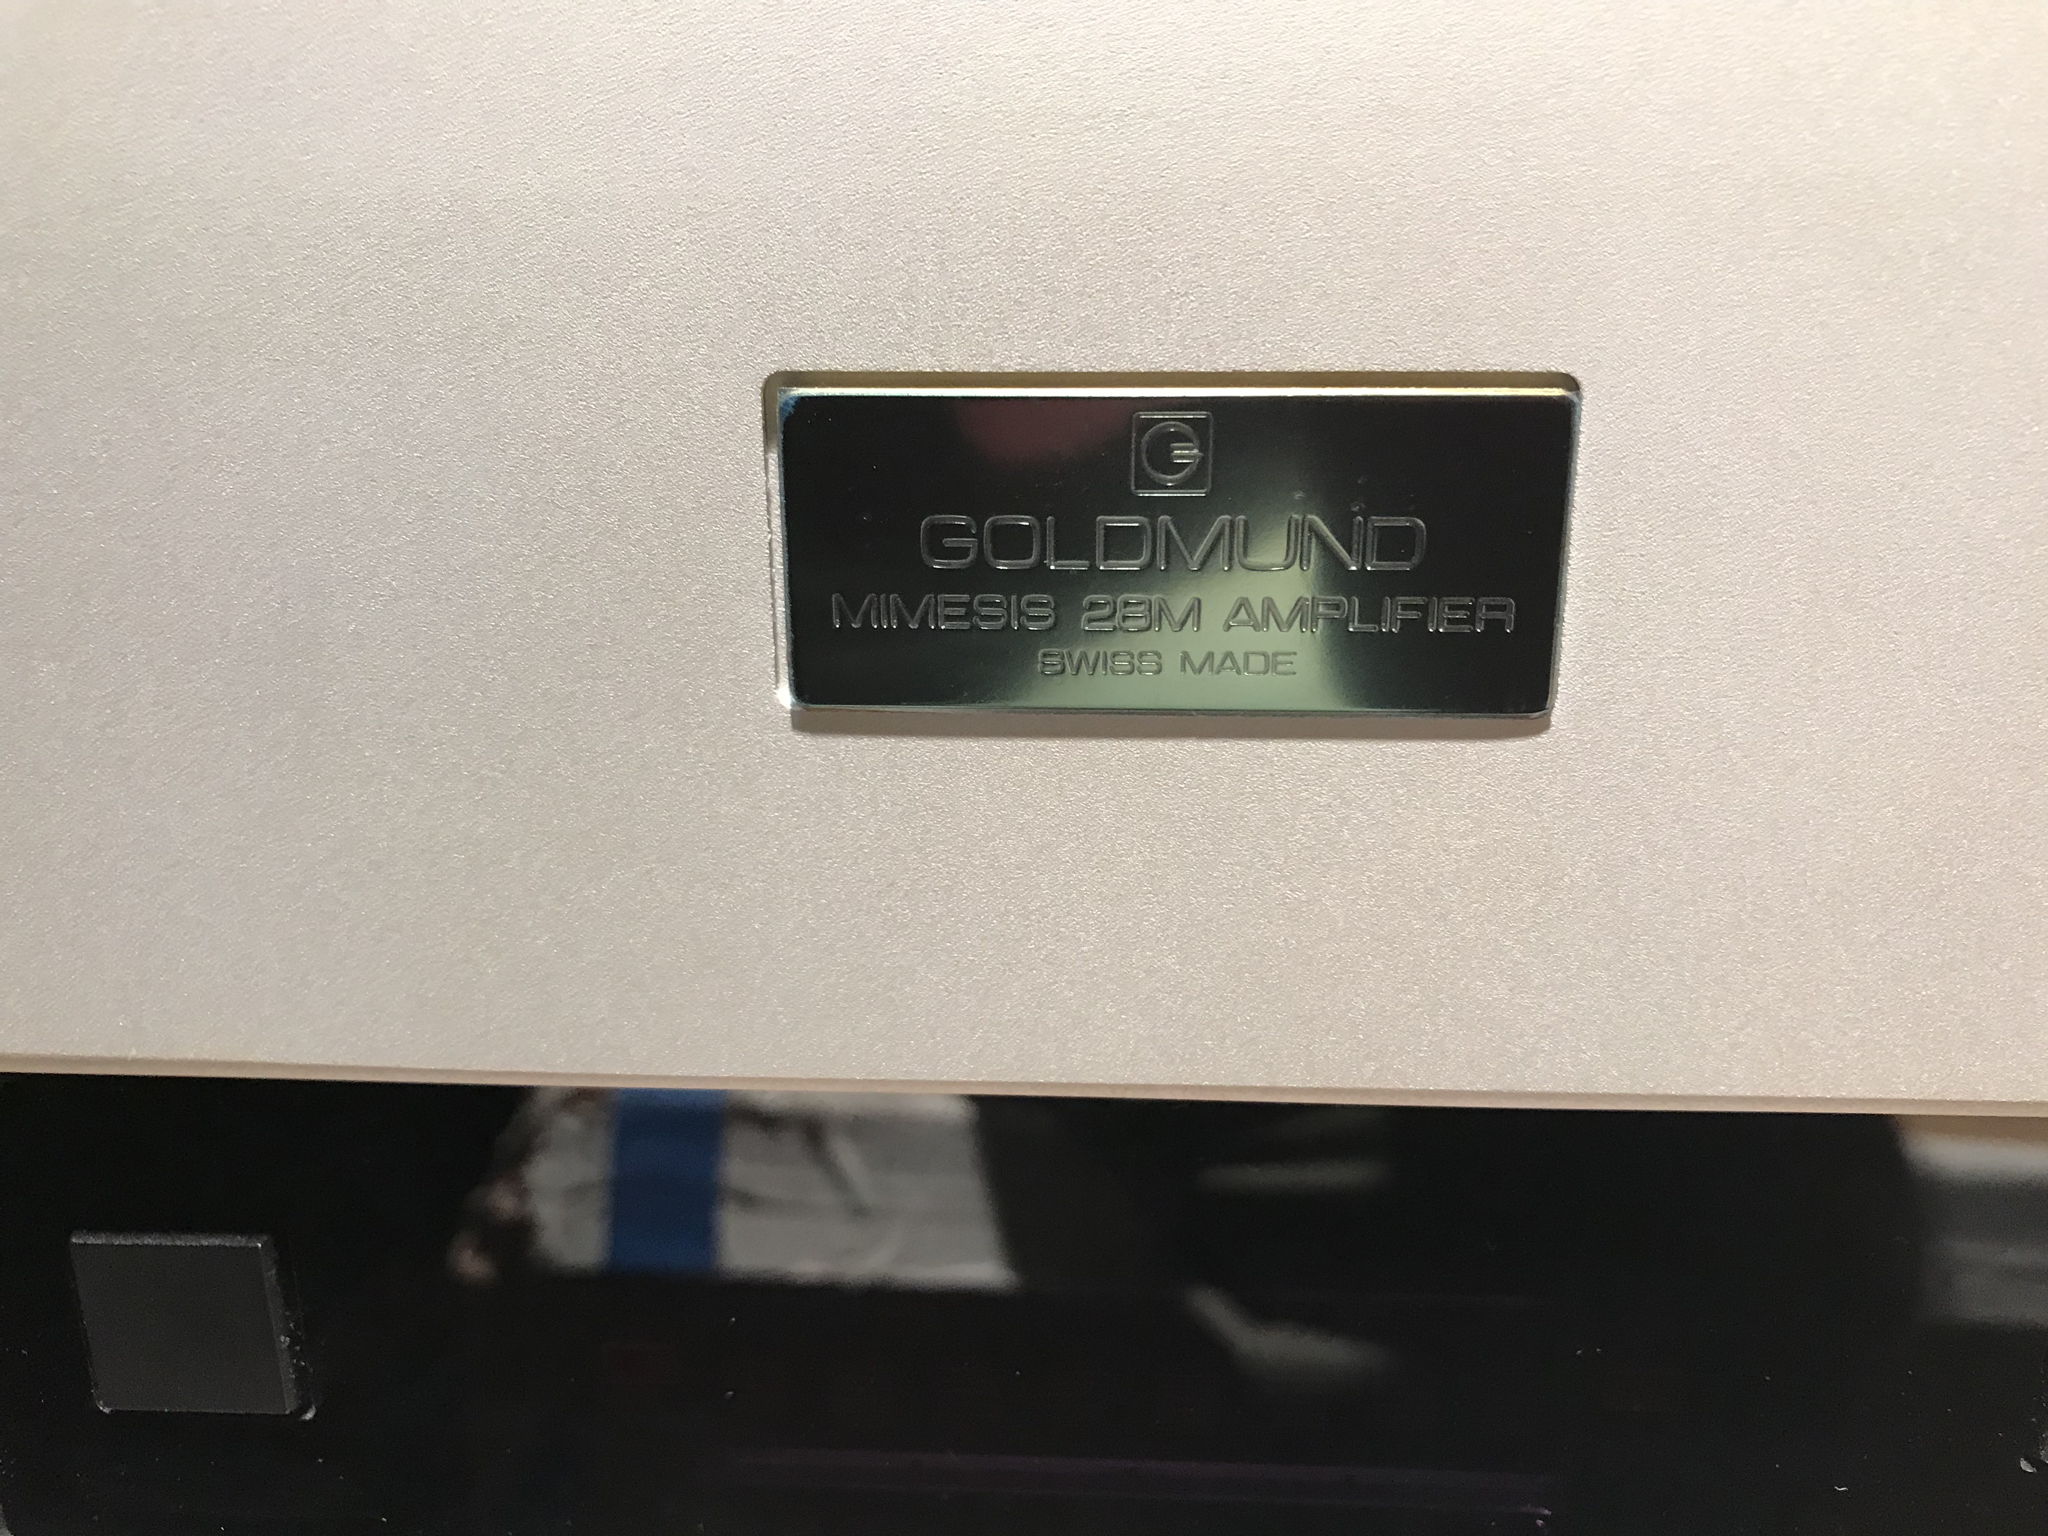 G
GOLDMUND
MIMESIS 28M AMPLIFIER
SWISS MADE